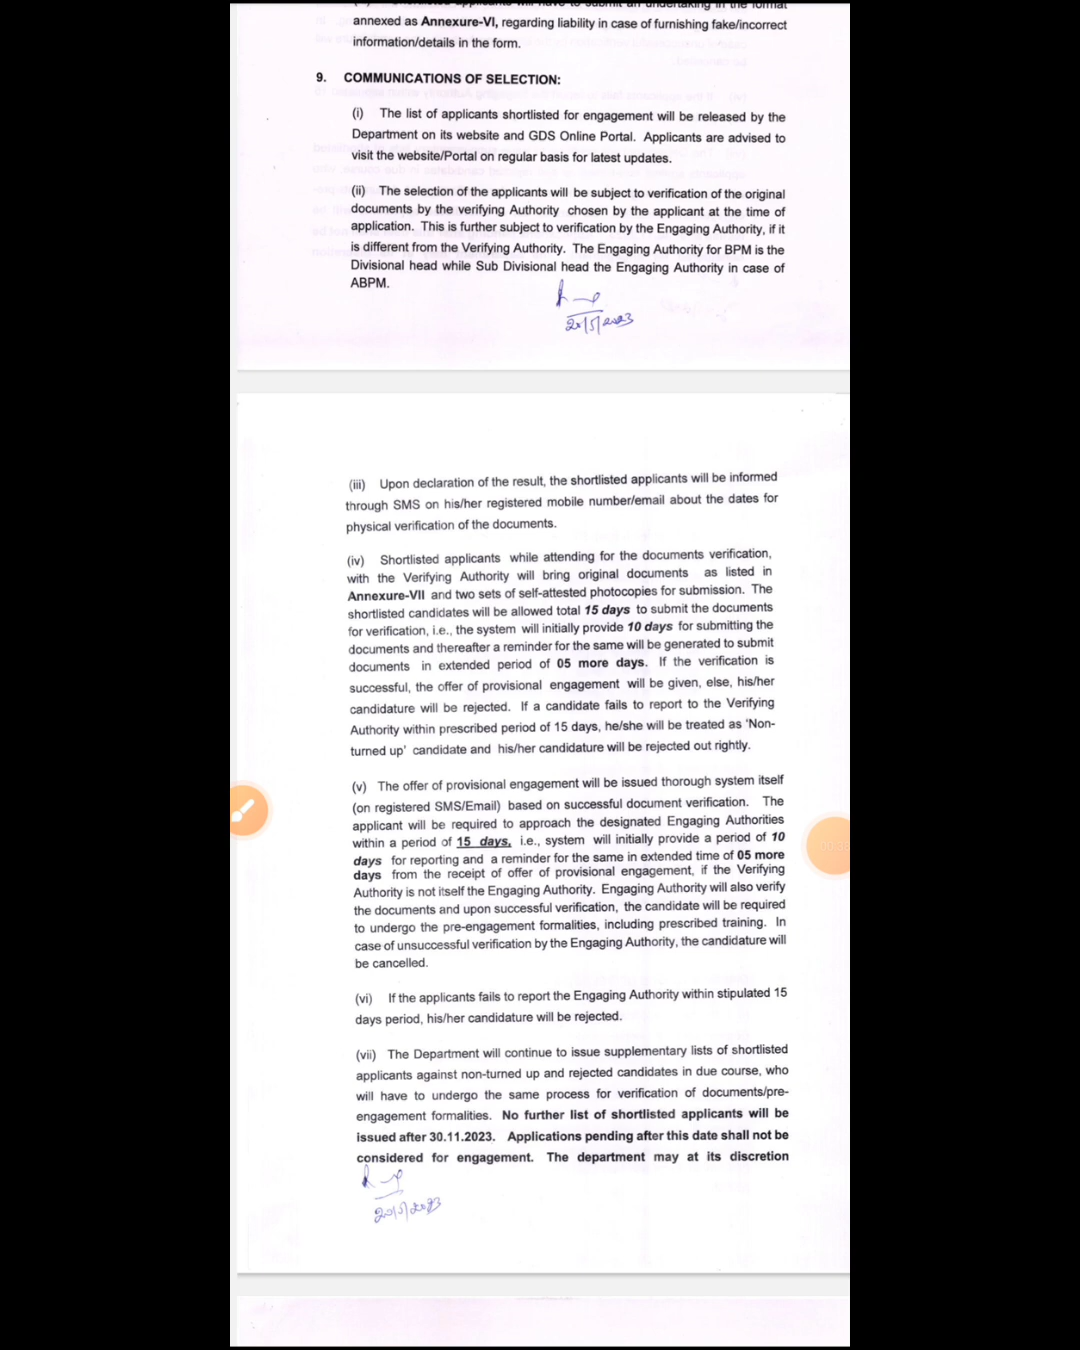 annexed as Annexure-VI, regarding liability in case of furnishing fake/incorrect
information/details in the form.
9. COMMUNICATIONS OF SELECTION:
(i) The list of applicants shortlisted for engagement will be released by the
Department on its website and GDS Online Portal. Applicants are advised to
visit the website/Portal on regular basis for latest updates.
(ii) The selection of the applicants will be subject to verification of the original
documents by the verifying Authority chosen by the applicant at the time of
application. This is further subject to verification by the Engaging Authority, if it
is different from the Verifying Authority. The Engaging Authority for BPM is the
Divisional head while Sub Divisional head the Engaging Authority in case of
ABPM.
20/5/2023
(iii) Upon declaration of the result, the shortlisted applicants will be informed
through SMS on his/her registered mobile number/email about the dates for
physical verification of the documents.
(iv) Shortlisted applicants while attending for the documents verification,
with the Verifying Authority will bring original documents as listed in
Annexure-VII and two sets of self-attested photocopies for submission. The
shortlisted candidates will be allowed total 15 days to submit the documents
for verification, i.e., the system will initially provide 10 days for submitting the
documents and thereafter a reminder for the same will be generated to submit
documents in extended period of 05 more days. If the verification is
successful, the offer of provisional engagement will be given, else, his/her
candidature will be rejected. If a candidate fails to report to the Verifying
Authority within prescribed period of 15 days, he/she will be treated as 'Non-
turned up' candidate and his/her candidature will be rejected out rightly.
(v) The offer of provisional engagement will be issued thorough system itself
(on registered SMS/Email) based on successful document verification. The
applicant will be required to approach the designated Engaging Authorities
within a period of 15 days, i.e., system will initially provide a period of 10
days for reporting and a reminder for the same in extended time of 05 more
days from the receipt of offer of provisional engagement, if the Verifying
Authority is not itself the Engaging Authority. Engaging Authority will also verify
the documents and upon successful verification, the candidate will be required
to undergo the pre-engagement formalities, including prescribed training. In
case of unsuccessful verification by the Engaging Authority, the candidature will
be cancelled.
(vi) If the applicants fails to report the Engaging Authority within stipulated 15
days period, his/her candidature will be rejected.
(vii) The Department will continue to issue supplementary lists of shortlisted
applicants against non-turned up and rejected candidates in due course, who
will have to undergo the same process for verification of documents/pre-
engagement formalities. No further list of shortlisted applicants will be
issued after 30.11.2023. Applications pending after this date shall not be
considered for engagement. The department may at its discretion
20/5/2023